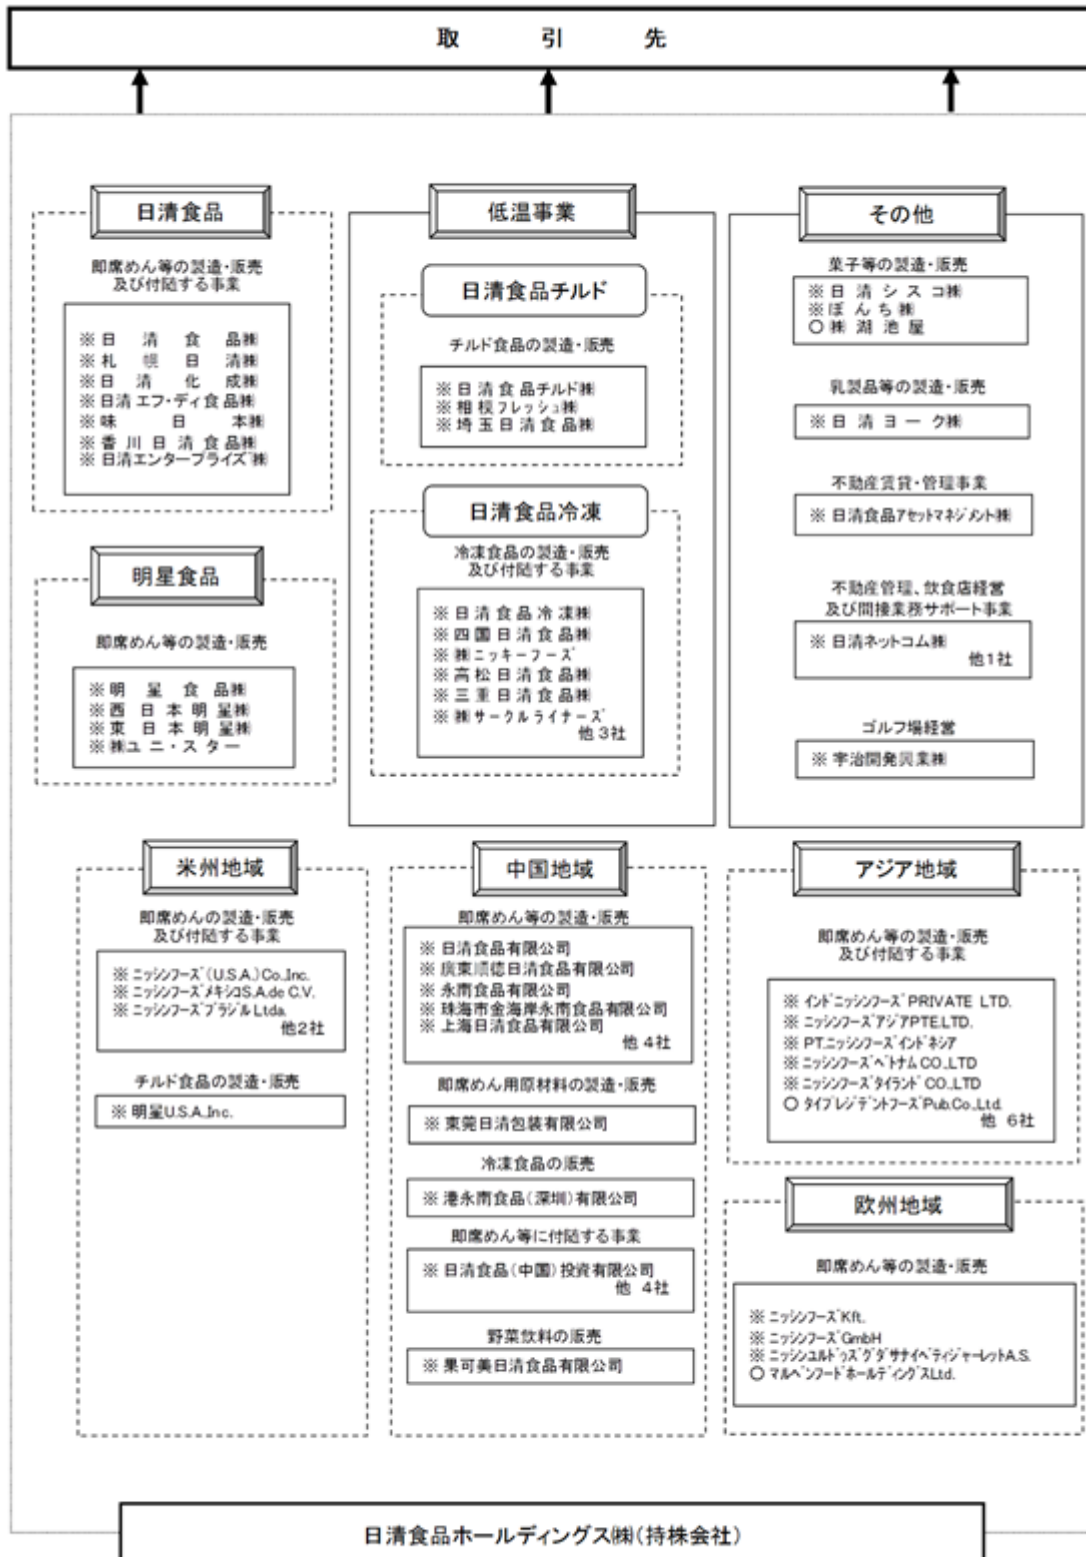 取引先
日清食品
即席めん等の製造・販売
及び付随する事業
※日清食品㈱
※札幌日清㈱
※日清化成㈱
※日清エフ・ディ食品㈱
※味日本㈱
※香川日清食品㈱
※日清エンタープライズ㈱
明星食品
即席めん等の製造・販売
※明星食品㈱
※西日本明星㈱
※東日本明星㈱
※㈱ユニ・スター
低温事業
日清食品チルド
チルド食品の製造・販売
※日清食品チルド㈱
※相模フレッシュ㈱
※埼玉日清食品㈱
日清食品冷凍
冷凍食品の製造・販売
及び付随する事業
※日清食品冷凍㈱
※四国日清食品㈱
※㈱ニッキーフーズ
※高松日清食品㈱
※三重日清食品㈱
※㈱サークルライナーズ
他3社
その他
菓子等の製造・販売
※日清シスコ㈱
※ぼんち㈱
○㈱湖池屋
乳製品等の製造・販売
※日清ヨーク㈱
不動産賃貸・管理事業
※日清食品アセットマネジメント㈱
不動産管理、飲食店経営
及び間接業務サポート事業
※日清ネットコム㈱
他1社
ゴルフ場経営
※宇治開発興業㈱
米州地域
即席めんの製造・販売
及び付随する事業
※ニッシンフーズ(U.S.A.)Co.,Inc.
※ニッシンフーズメキシコS.A.de C.V.
※ニッシンフーズブラジルLtda.
他2社
チルド食品の製造・販売
※明星U.S.A.,Inc.
中国地域
即席めん等の製造・販売
※日清食品有限公司
※広東順徳日清食品有限公司
※永南食品有限公司
※珠海市金海岸永南食品有限公司
※上海日清食品有限公司
他 4社
即席めん用原材料の製造・販売
※東莞日清包装有限公司
冷凍食品の販売
※港永南食品(深圳)有限公司
即席めん等に付随する事業
※日清食品(中国)投資有限公司
他 4社
野菜飲料の販売
※果可美日清食品有限公司
アジア地域
即席めん等の製造・販売
及び付随する事業
※インドニッシンフーズPRIVATE LTD.
※ニッシンフーズアジアPTE.LTD.
※PT.ニッシンフーズインドネシア
※ニッシンフーズベトナムCO.,LTD
※ニッシンフーズタイランドCO.,LTD
○タイプレジデントフーズPub.Co.,Ltd.
他 6社
欧州地域
即席めん等の製造・販売
※ニッシンフーズKft.
※ニッシンフーズGmbH
※ニッシンユルドゥズグダサナイベティジャーレットA.S.
○マルベンフードホールディングスLtd.
日清食品ホールディングス㈱(持株会社)